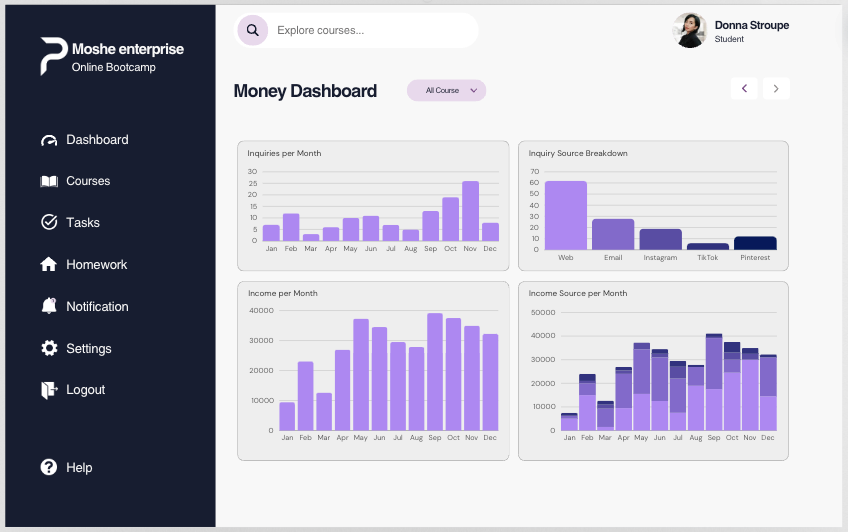 Moshe enterprise
Online Bootcamp
Dashboard
Courses
Tasks
Homework
Notification
Settings
Logout
Help
Explore courses...
Donna Stroupe
Student
Money Dashboard
All Course
Inquiries per Month
30
25
20
15
10
5
0
Jan Feb Mar Apr May Jun Jul Aug Sep Oct Nov Dec
Inquiry Source Breakdown
70
60
50
40
30
20
10
0
Web Email Instagram TikTok Pinterest
Income per Month
40000
30000
20000
10000
0
Jan Feb Mar Apr May Jun Jul Aug Sep Oct Nov Dec
Income Source per Month
50000
40000
30000
20000
10000
0
Jan Feb Mar Apr May Jun Jul Aug Sep Oct Nov Dec